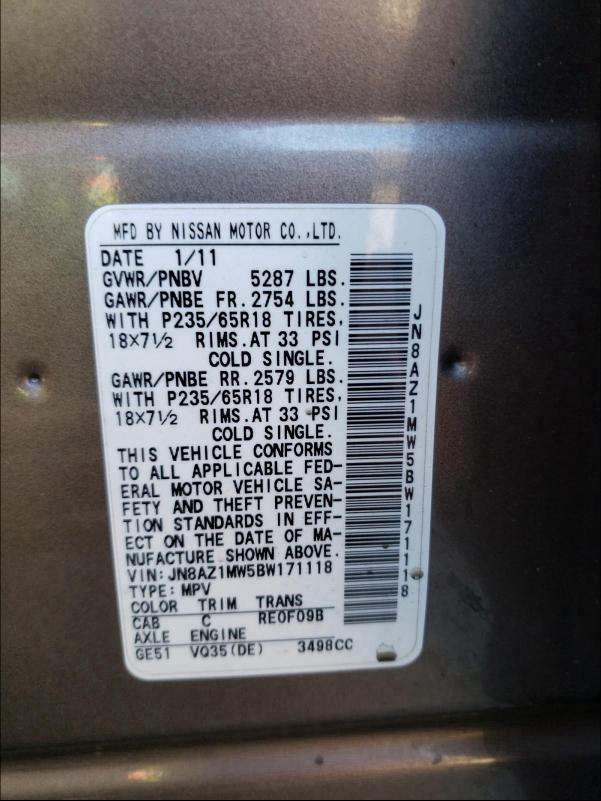 MFD BY NISSAN MOTOR CO.,LTD.
DATE 1/11
GVWR/PNBV 5287 LBS.
GAWR/PNBE FR. 2754 LBS.
WITH P235/65R18 TIRES,
18X7½ RIMS. AT 33 PSI
COLD SINGLE.
GAWR/PNBE RR. 2579 LBS.
WITH P235/65R18 TIRES,
18X7½ RIMS. AT 33 PSI
COLD SINGLE.
THIS VEHICLE CONFORMS
TO ALL APPLICABLE FED-
ERAL MOTOR VEHICLE SA-
FETY AND THEFT PREVEN-
TION STANDARDS IN EFF-
ECT ON THE DATE OF MA-
NUFACTURE SHOWN ABOVE.
VIN: JN8AZ1MW5BW171118
TYPE: MPV
COLOR TRIM TRANS
CAB C RE0F09B
AXLE ENGINE
GE51 VQ35(DE) 3498CC
JN8AZ1MW5BW171118